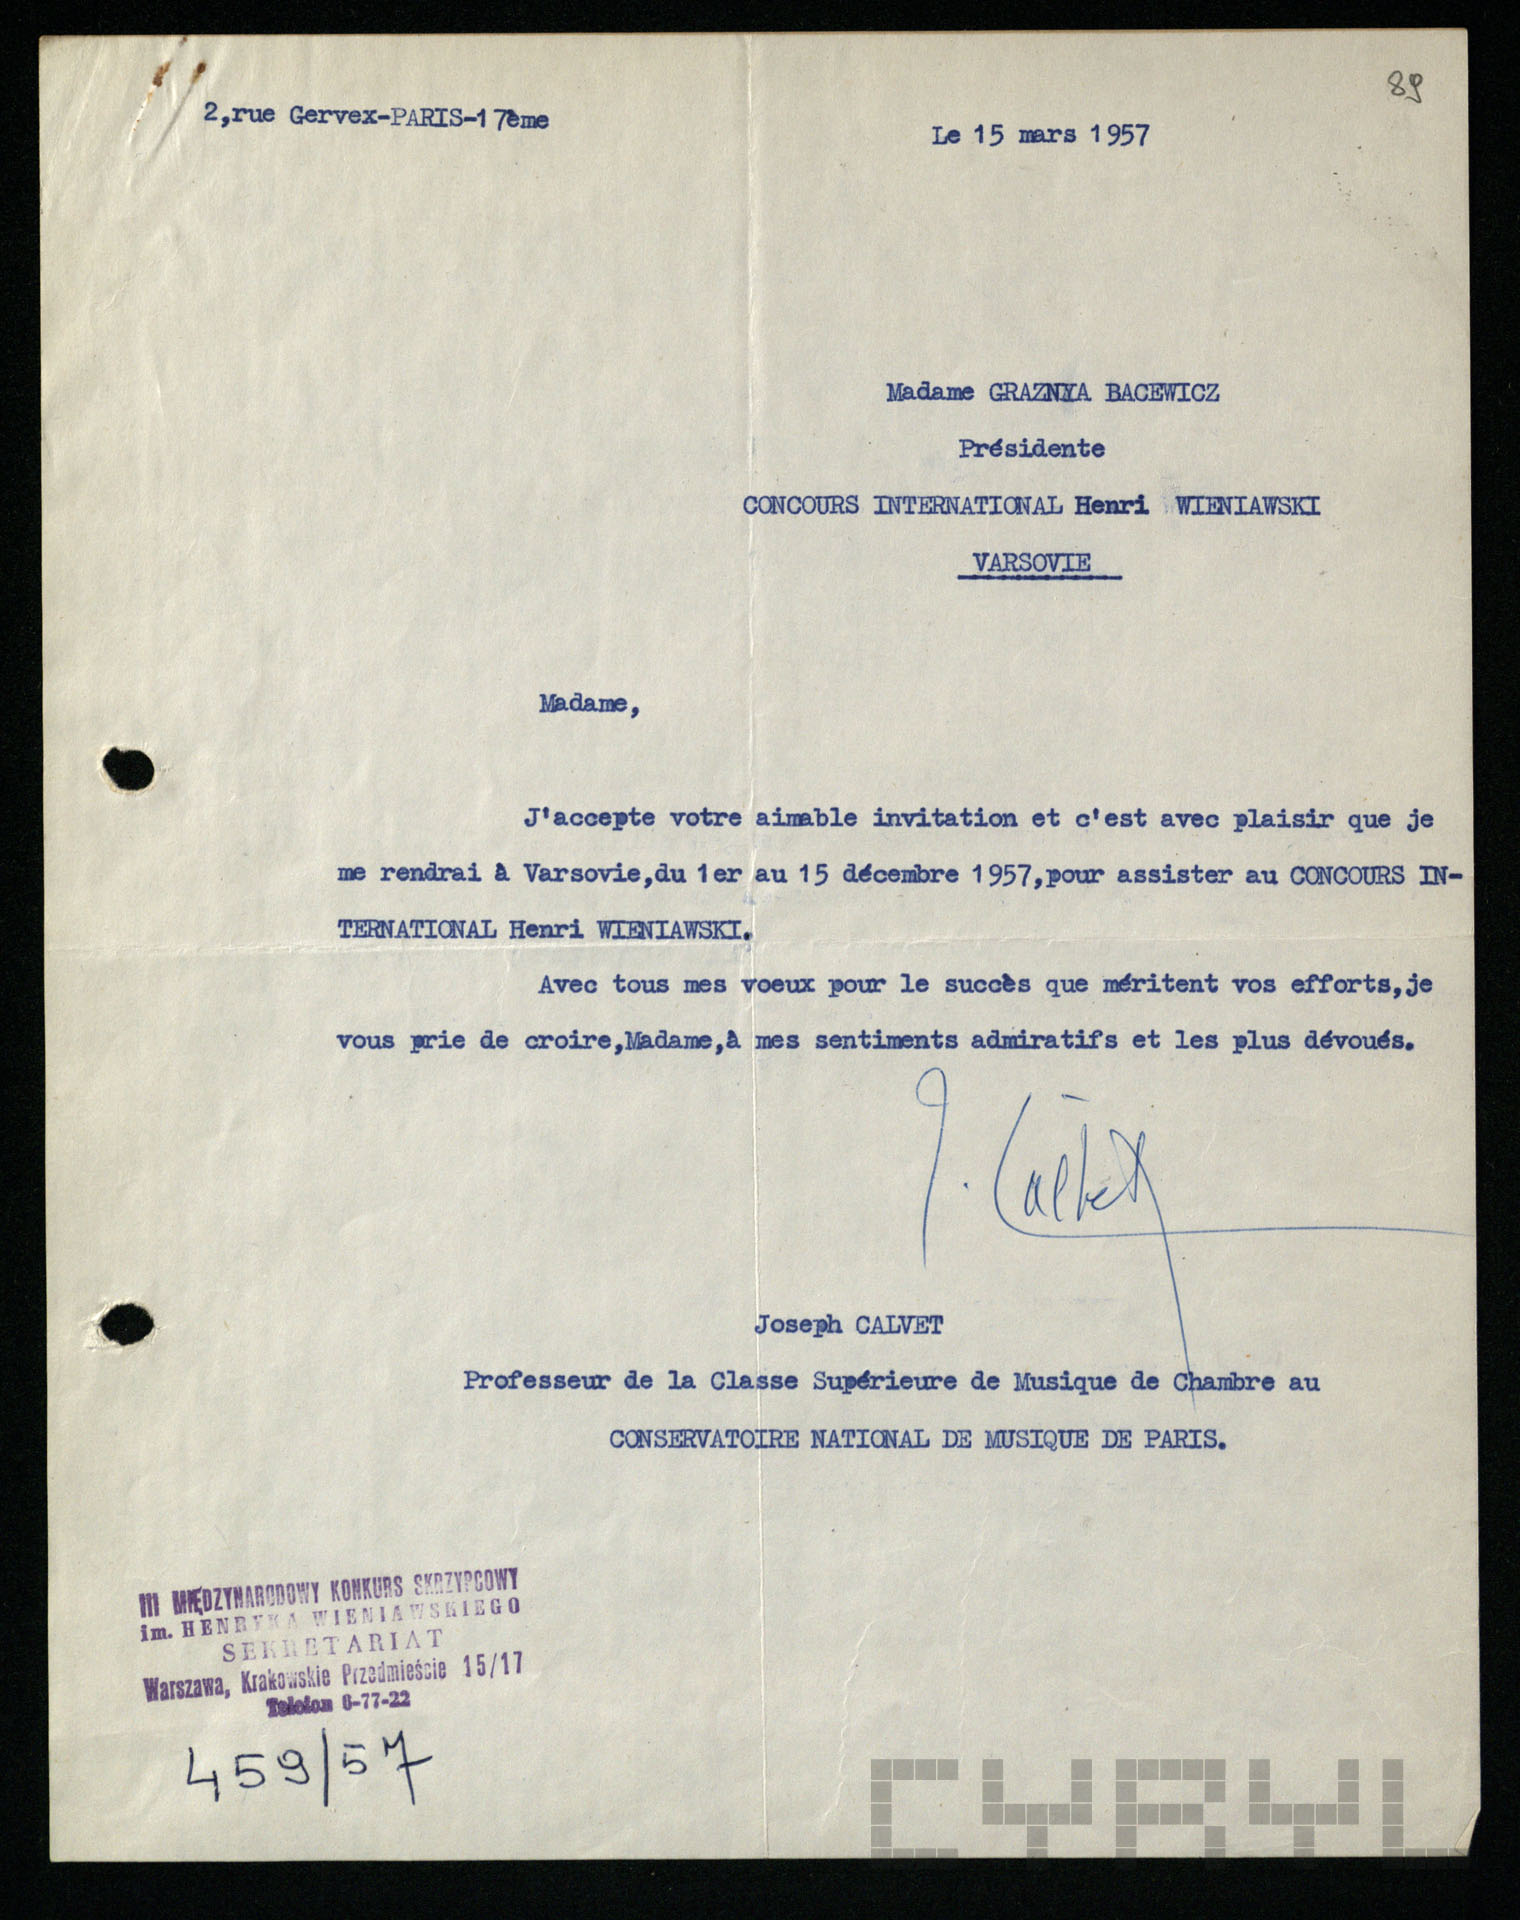 89
2,rue Gervex-PARIS-17ème
Le 15 mars 1957
Madame GRAZNYA BACEWICZ
Présidente
CONCOURS INTERNATIONAL Henri WIENIAWSKI
VARSOVIE
Madame,
J'accepte votre aimable invitation et c'est avec plaisir que je
me rendrai à Varsovie,du 1er au 15 décembre 1957,pour assister au CONCOURS IN-
TERNATIONAL Henri WIENIAWSKI.
Avec tous mes voeux pour le succès que méritent vos efforts,je
vous prie de croire,Madame,à mes sentiments admiratifs et les plus dévoués.
J. Calvet
Joseph CALVET
Professeur de la Classe Supérieure de Musique de Chambre au
CONSERVATOIRE NATIONAL DE MUSIQUE DE PARIS.
III MIĘDZYNARODOWY KONKURS SKRZYPCOWY
im. HENRYKA WIENIAWSKIEGO
SEKRETARIAT
Warszawa, Krakowskie Przedmieście 15/17
Telefon 6-77-22
459/57
CYRYL